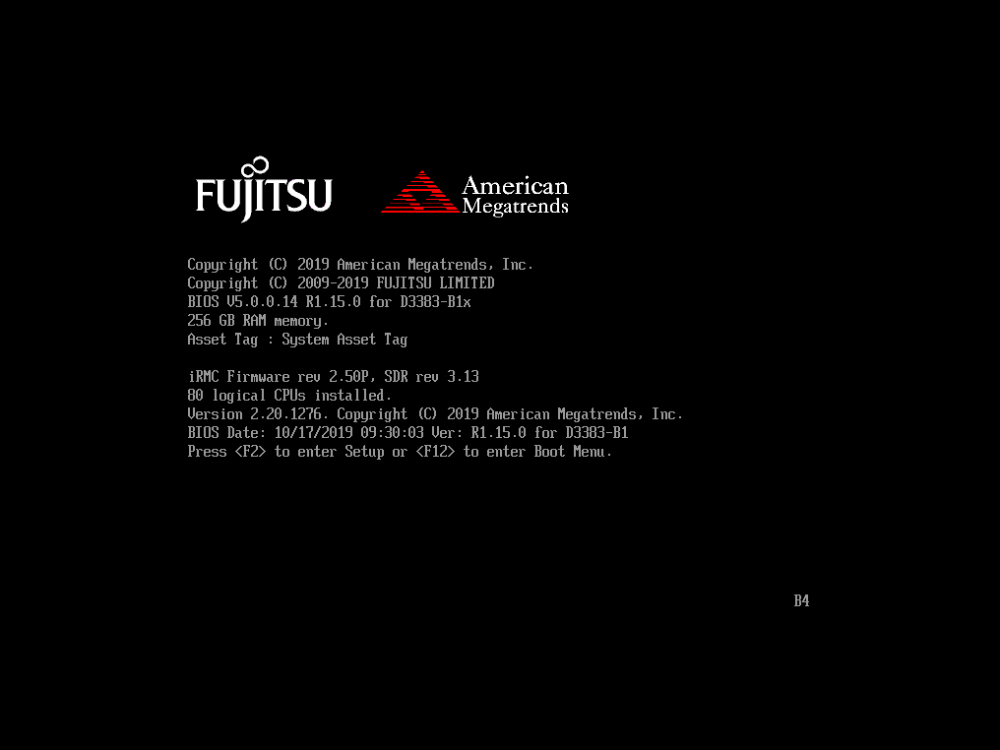 FUJITSU
American
Megatrends
Copyright (C) 2019 American Megatrends, Inc.
Copyright (C) 2009-2019 FUJITSU LIMITED
BIOS V5.0.0.14 R1.15.0 for D3383-B1x
256 GB RAM memory.
Asset Tag : System Asset Tag
iRMC Firmware rev 2.50P, SDR rev 3.13
80 logical CPUs installed.
Version 2.20.1276. Copyright (C) 2019 American Megatrends, Inc.
BIOS Date: 10/17/2019 09:30:03 Ver: R1.15.0 for D3383-B1
Press <F2> to enter Setup or <F12> to enter Boot Menu.
B4